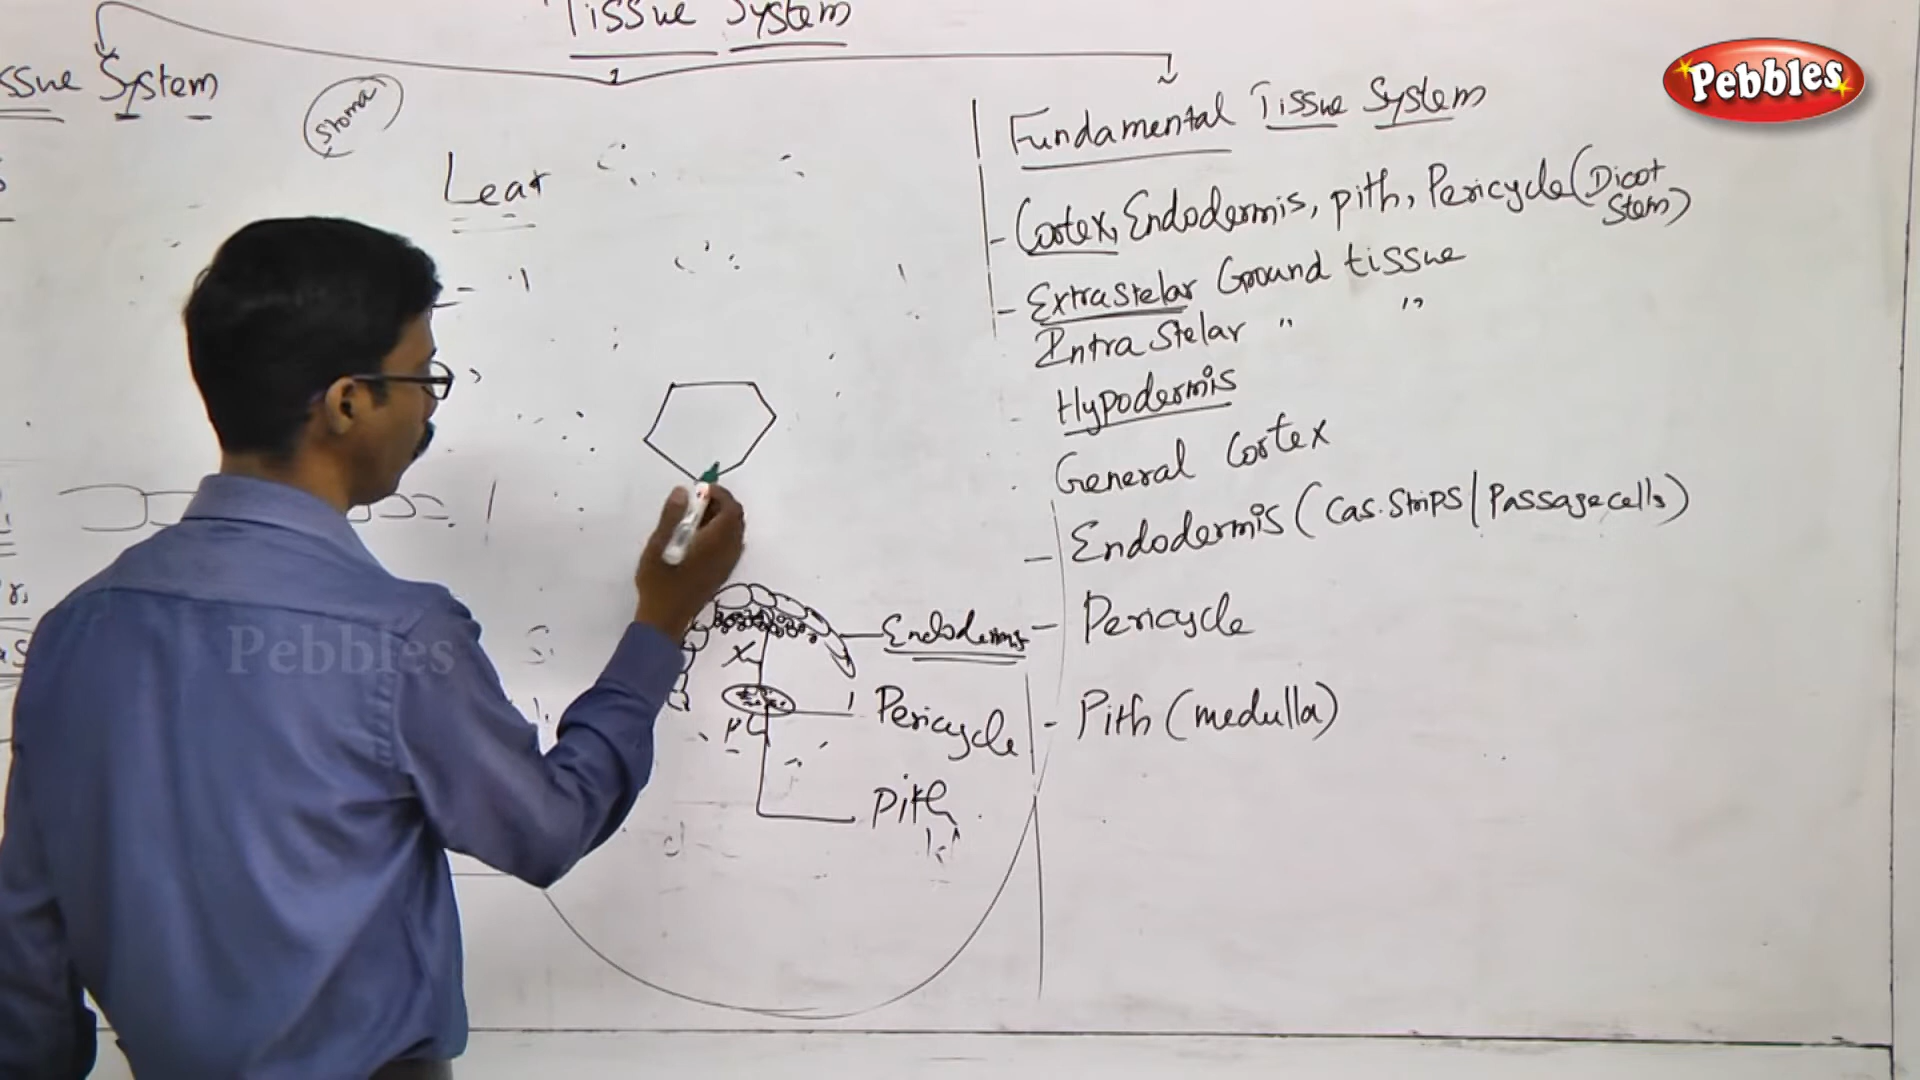 Tissue System
ssue System
Stoma
Leaf
Pebbles
Fundamental Tissue System
- Cortex, Endodermis, pith, Pericycle (Dicot Stem)
- Extrastelar Ground tissue
Intra Stelar " "
Hypodermis
General Cortex
- Endodermis (Cas. Strips | Passage cells)
- Pericycle
- Pith (medulla)
Endodermis
Pericycle
Pith
Pebbles